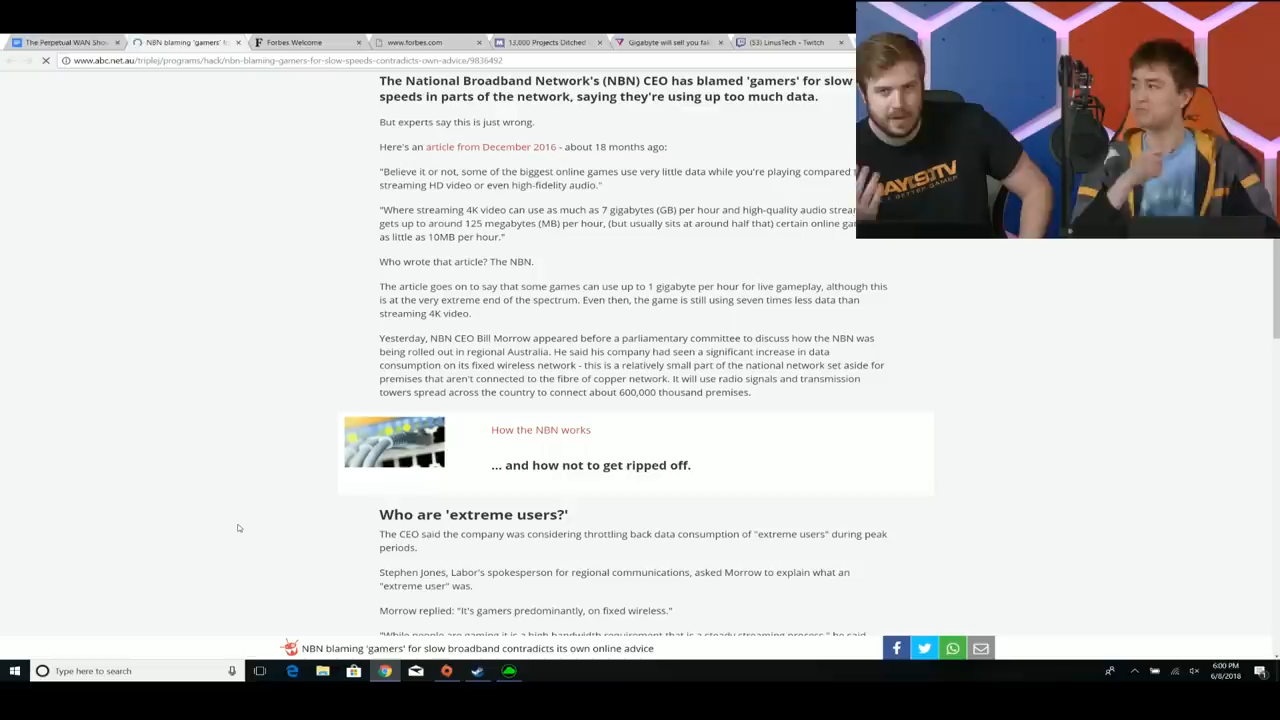 The Perpetual WAN Sho
NBN blaming 'gamers' f
Forbes Welcome
www.forbes.com
13,000 Projects Ditched
Gigabyte will sell you fa
(53) LinusTech - Twitch
www.abc.net.au/triplej/programs/hack/nbn-blaming-gamers-for-slow-speeds-contradicts-own-advice/9836492
The National Broadband Network's (NBN) CEO has blamed 'gamers' for slow
speeds in parts of the network, saying they're using up too much data.
But experts say this is just wrong.
Here's an article from December 2016 - about 18 months ago:
"Believe it or not, some of the biggest online games use very little data while you're playing compared
streaming HD video or even high-fidelity audio."
"Where streaming 4K video can use as much as 7 gigabytes (GB) per hour and high-quality audio strea
gets up to around 125 megabytes (MB) per hour, (but usually sits at around half that) certain online ga
as little as 10MB per hour."
Who wrote that article? The NBN.
The article goes on to say that some games can use up to 1 gigabyte per hour for live gameplay, although this
is at the very extreme end of the spectrum. Even then, the game is still using seven times less data than
streaming 4K video.
Yesterday, NBN CEO Bill Morrow appeared before a parliamentary committee to discuss how the NBN was
being rolled out in regional Australia. He said his company had seen a significant increase in data
consumption on its fixed wireless network - this is a relatively small part of the national network set aside for
premises that aren't connected to the fibre of copper network. It will use radio signals and transmission
towers spread across the country to connect about 600,000 thousand premises.
How the NBN works
... and how not to get ripped off.
Who are 'extreme users?'
The CEO said the company was considering throttling back data consumption of "extreme users" during peak
periods.
Stephen Jones, Labor's spokesperson for regional communications, asked Morrow to explain what an
"extreme user" was.
Morrow replied: "It's gamers predominantly, on fixed wireless."
"While people are gaming it is a high bandwidth requirement that is a steady streaming process," he said
NBN blaming 'gamers' for slow broadband contradicts its own online advice
Type here to search
6:00 PM
6/8/2018